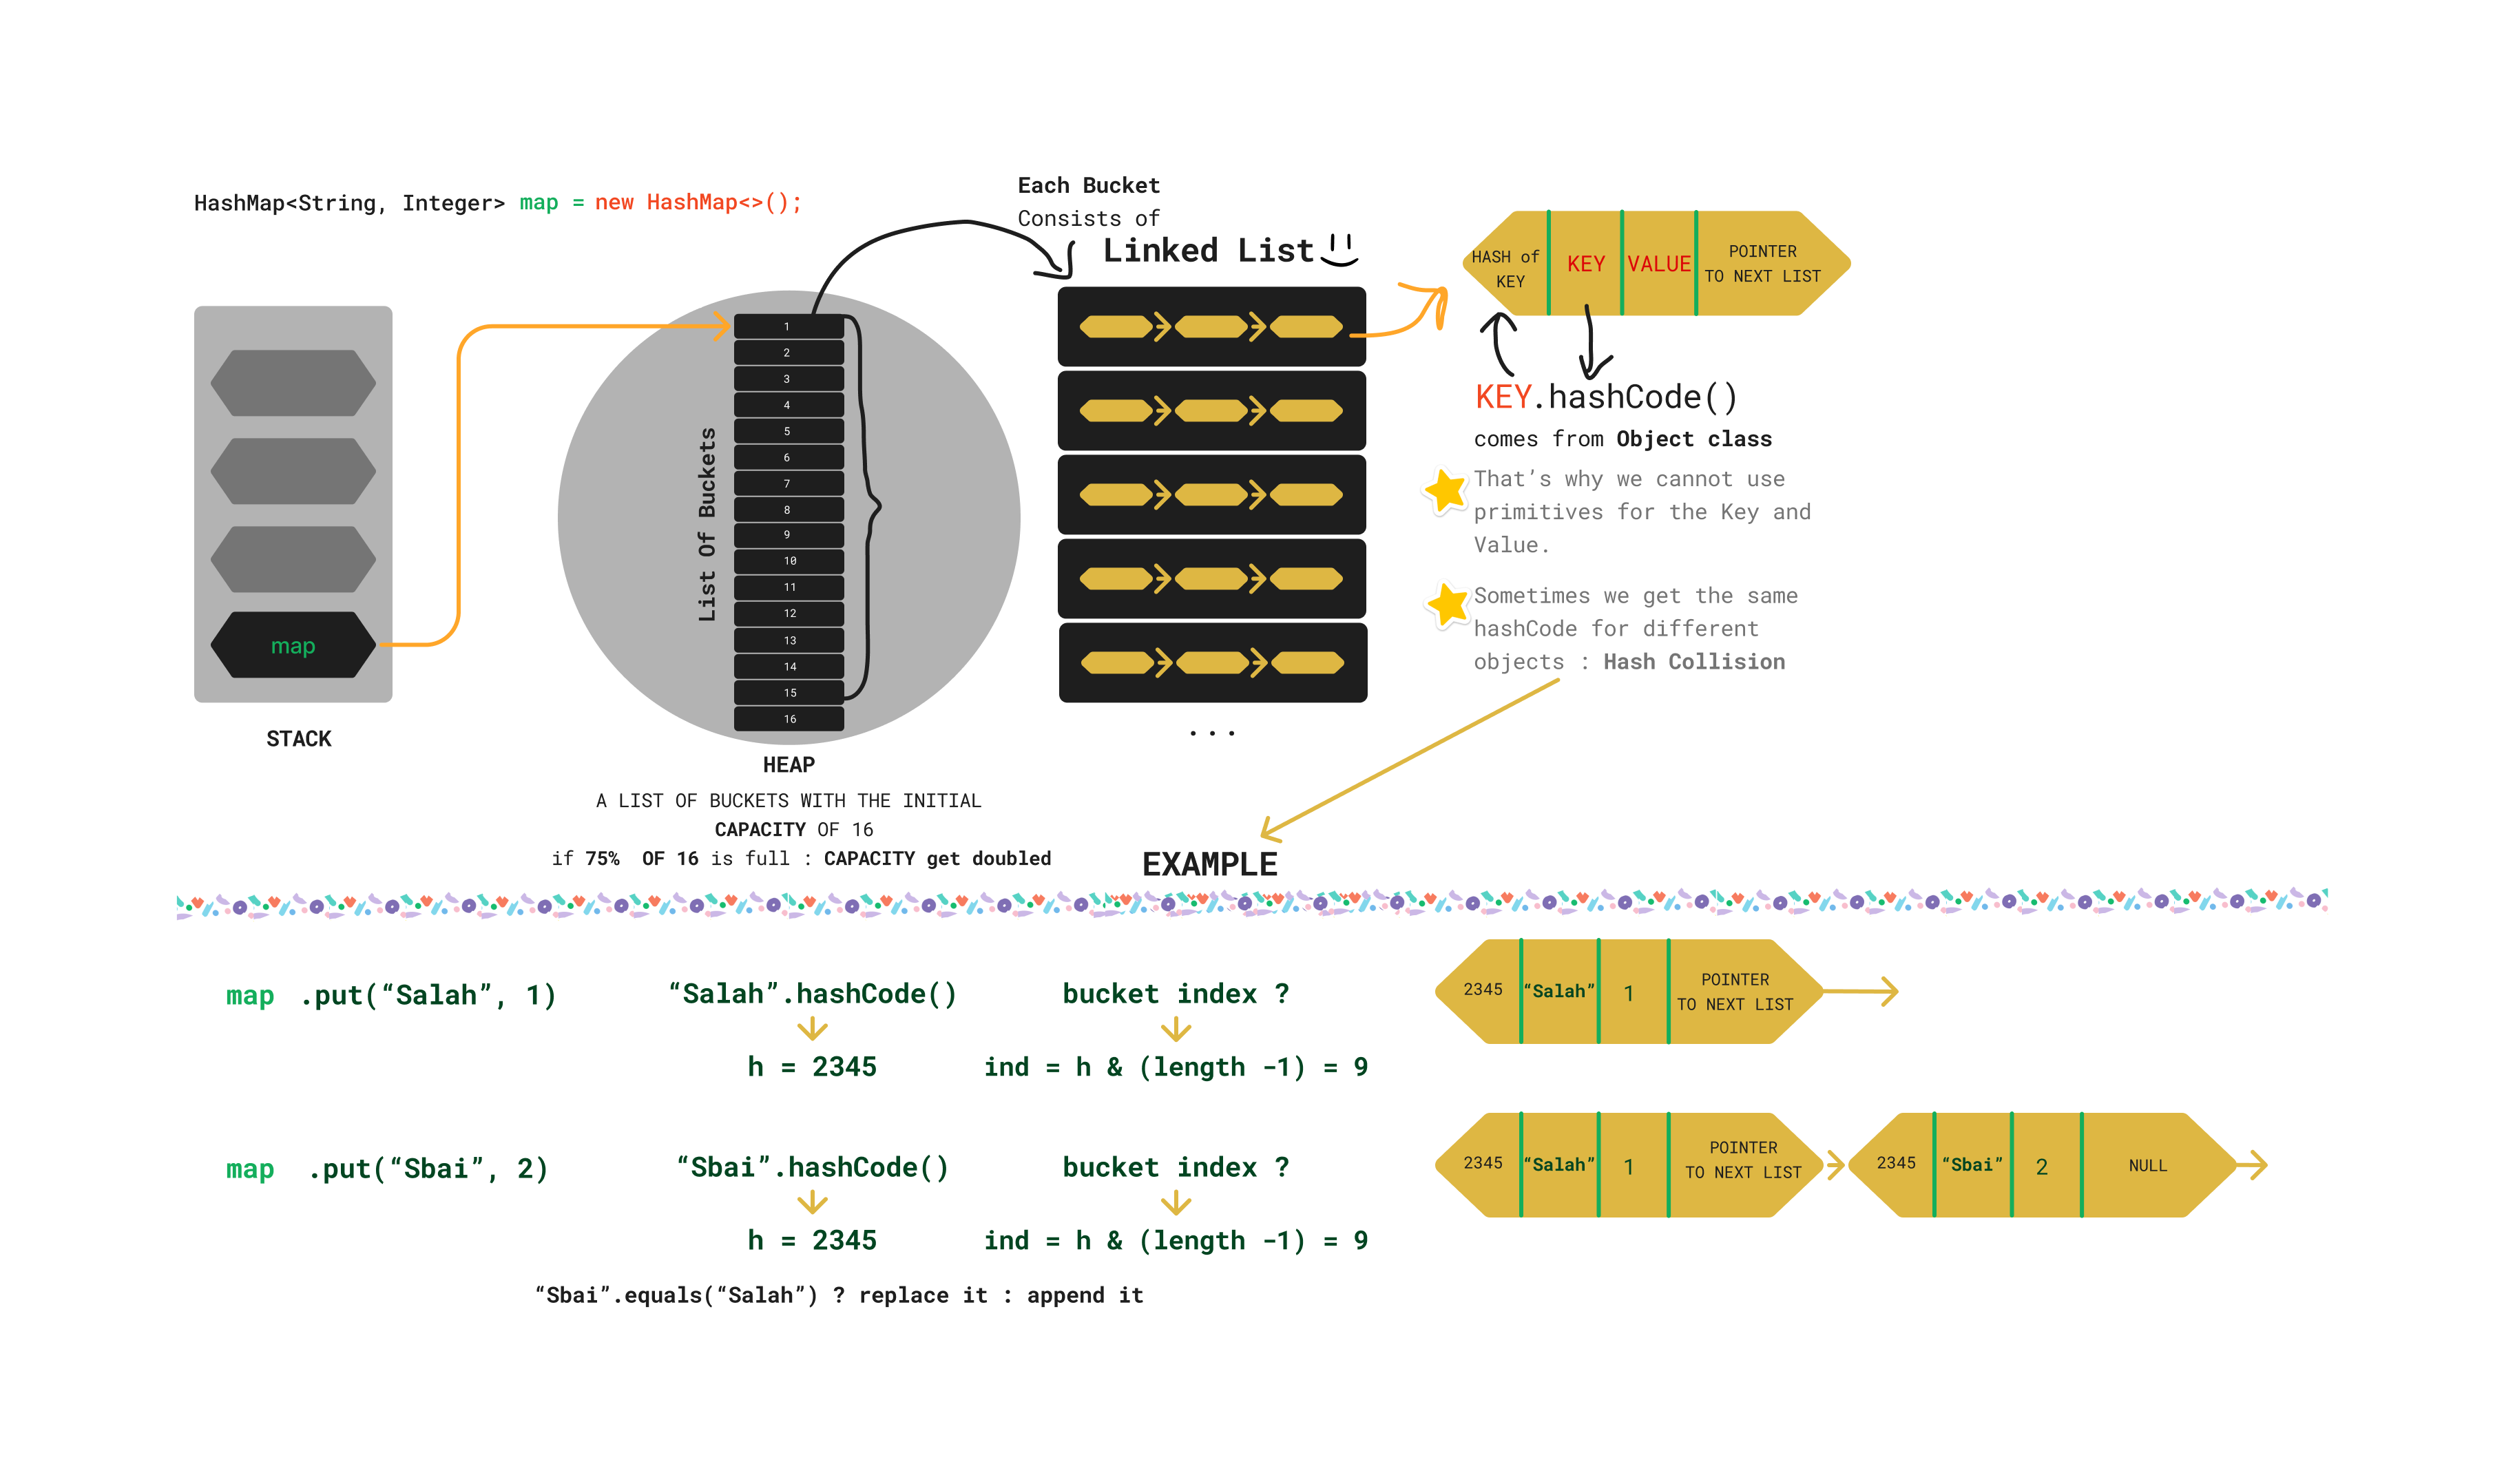 HashMap<String, Integer> map = new HashMap<>();
STACK
map
List Of Buckets
1
2
3
4
5
6
7
8
9
10
11
12
13
14
15
16
HEAP
A LIST OF BUCKETS WITH THE INITIAL
CAPACITY OF 16
if 75% OF 16 is full : CAPACITY get doubled
Each Bucket
Consists of
Linked List
...
HASH of
KEY
KEY
VALUE
POINTER
TO NEXT LIST
KEY.hashCode()
comes from Object class
That’s why we cannot use
primitives for the Key and
Value.
Sometimes we get the same
hashCode for different
objects : Hash Collision
EXAMPLE
map .put(“Salah”, 1)
“Salah”.hashCode()
h = 2345
bucket index ?
ind = h & (length -1) = 9
2345
“Salah”
1
POINTER
TO NEXT LIST
map .put(“Sbai”, 2)
“Sbai”.hashCode()
h = 2345
bucket index ?
ind = h & (length -1) = 9
2345
“Salah”
1
POINTER
TO NEXT LIST
2345
“Sbai”
2
NULL
“Sbai”.equals(“Salah”) ? replace it : append it